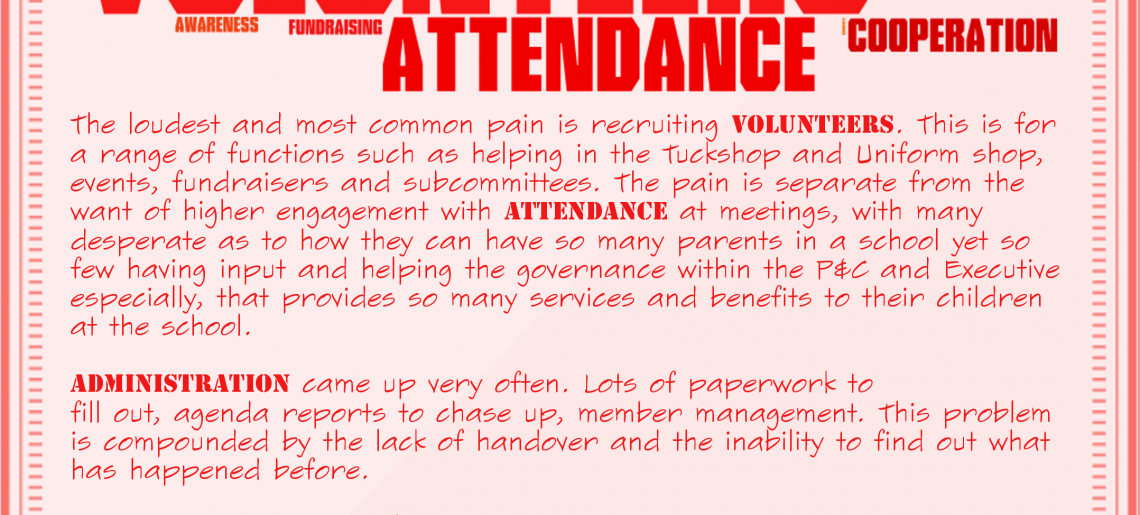 VOLUNTEERS
AWARENESS FUNDRAISING
ATTENDANCE
COOPERATION
The loudest and most common pain is recruiting VOLUNTEERS. This is for
a range of functions such as helping in the Tuckshop and Uniform shop,
events, fundraisers and subcommittees. The pain is separate from the
want of higher engagement with ATTENDANCE at meetings, with many
desperate as to how they can have so many parents in a school yet so
few having input and helping the governance within the P&C and Executive
especially, that provides so many services and benefits to their children
at the school.
ADMINISTRATION came up very often. Lots of paperwork to
fill out, agenda reports to chase up, member management. This problem
is compounded by the lack of handover and the inability to find out what
has happened before.